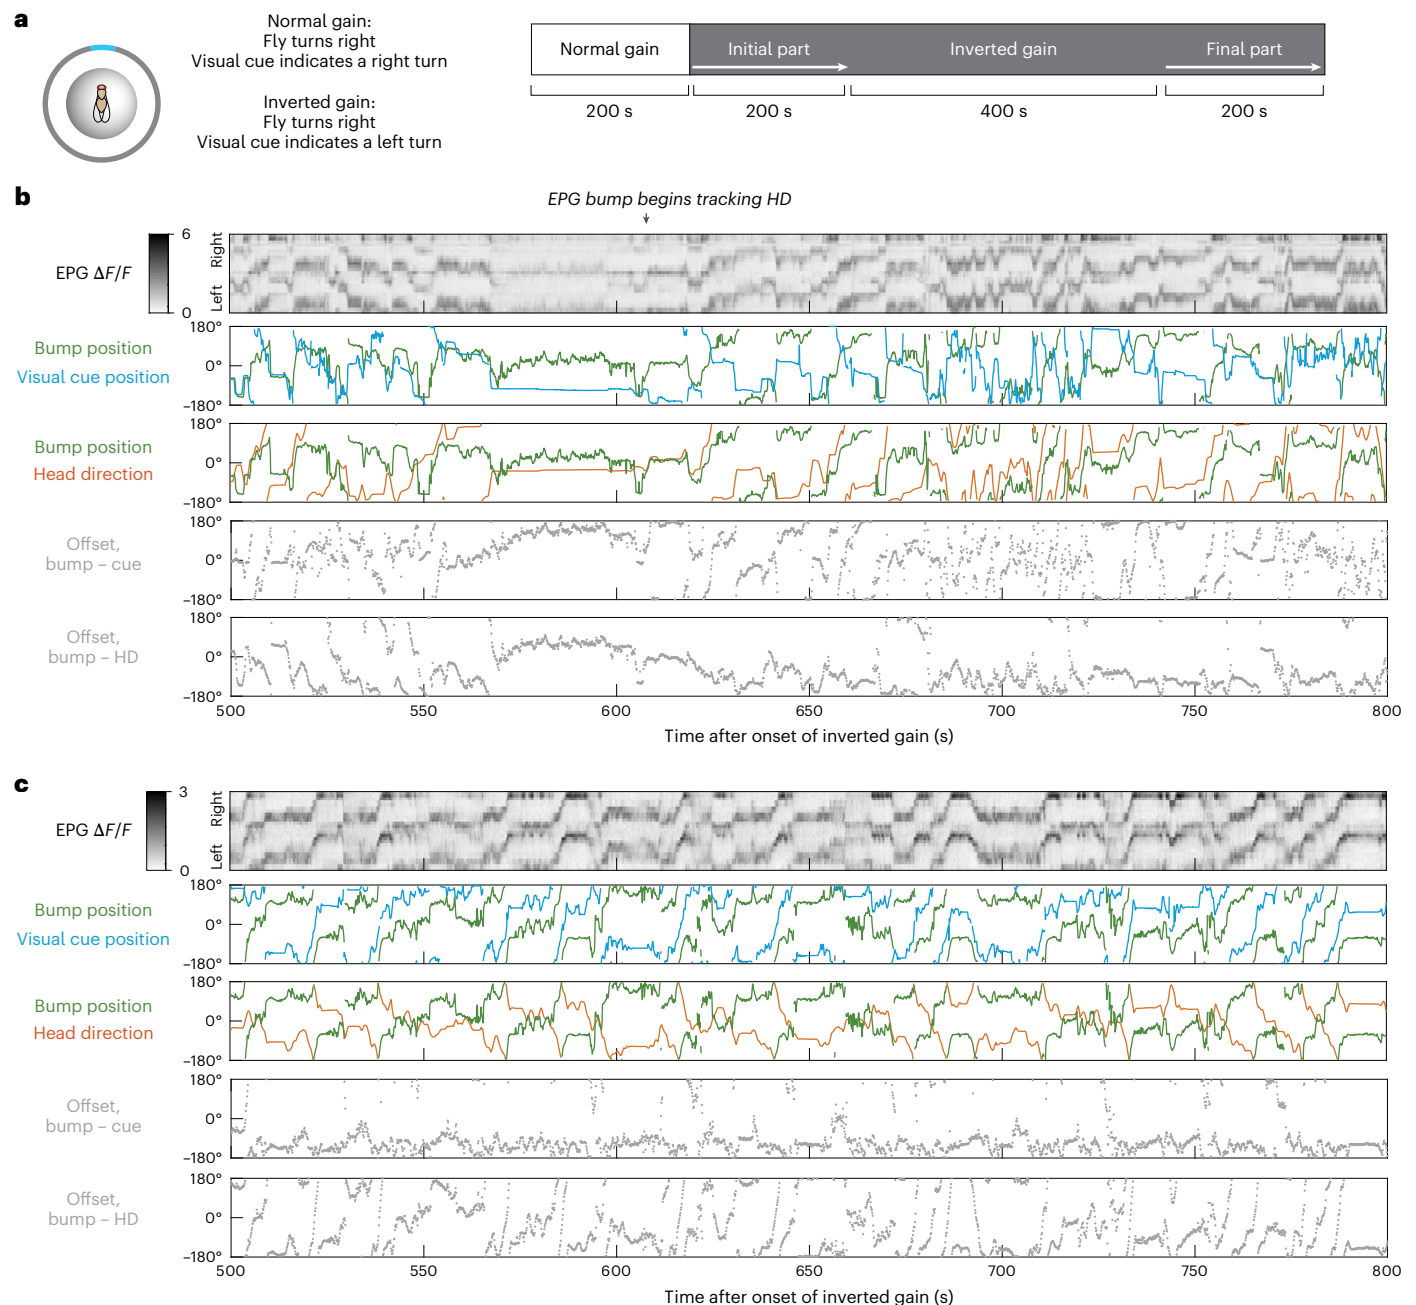 a
Normal gain:
Fly turns right
Visual cue indicates a right turn
Inverted gain:
Fly turns right
Visual cue indicates a left turn
Normal gain
Initial part
Inverted gain
Final part
200 s
200 s
400 s
200 s
b
EPG bump begins tracking HD
EPG ΔF/F
6
0
Right
Left
Bump position
Visual cue position
180°
0°
–180°
Bump position
Head direction
180°
0°
–180°
Offset,
bump – cue
180°
0°
–180°
Offset,
bump – HD
180°
0°
–180°
500
550
600
650
700
750
800
Time after onset of inverted gain (s)
c
EPG ΔF/F
3
0
Right
Left
Bump position
Visual cue position
180°
0°
–180°
Bump position
Head direction
180°
0°
–180°
Offset,
bump – cue
180°
0°
–180°
Offset,
bump – HD
180°
0°
–180°
500
550
600
650
700
750
800
Time after onset of inverted gain (s)